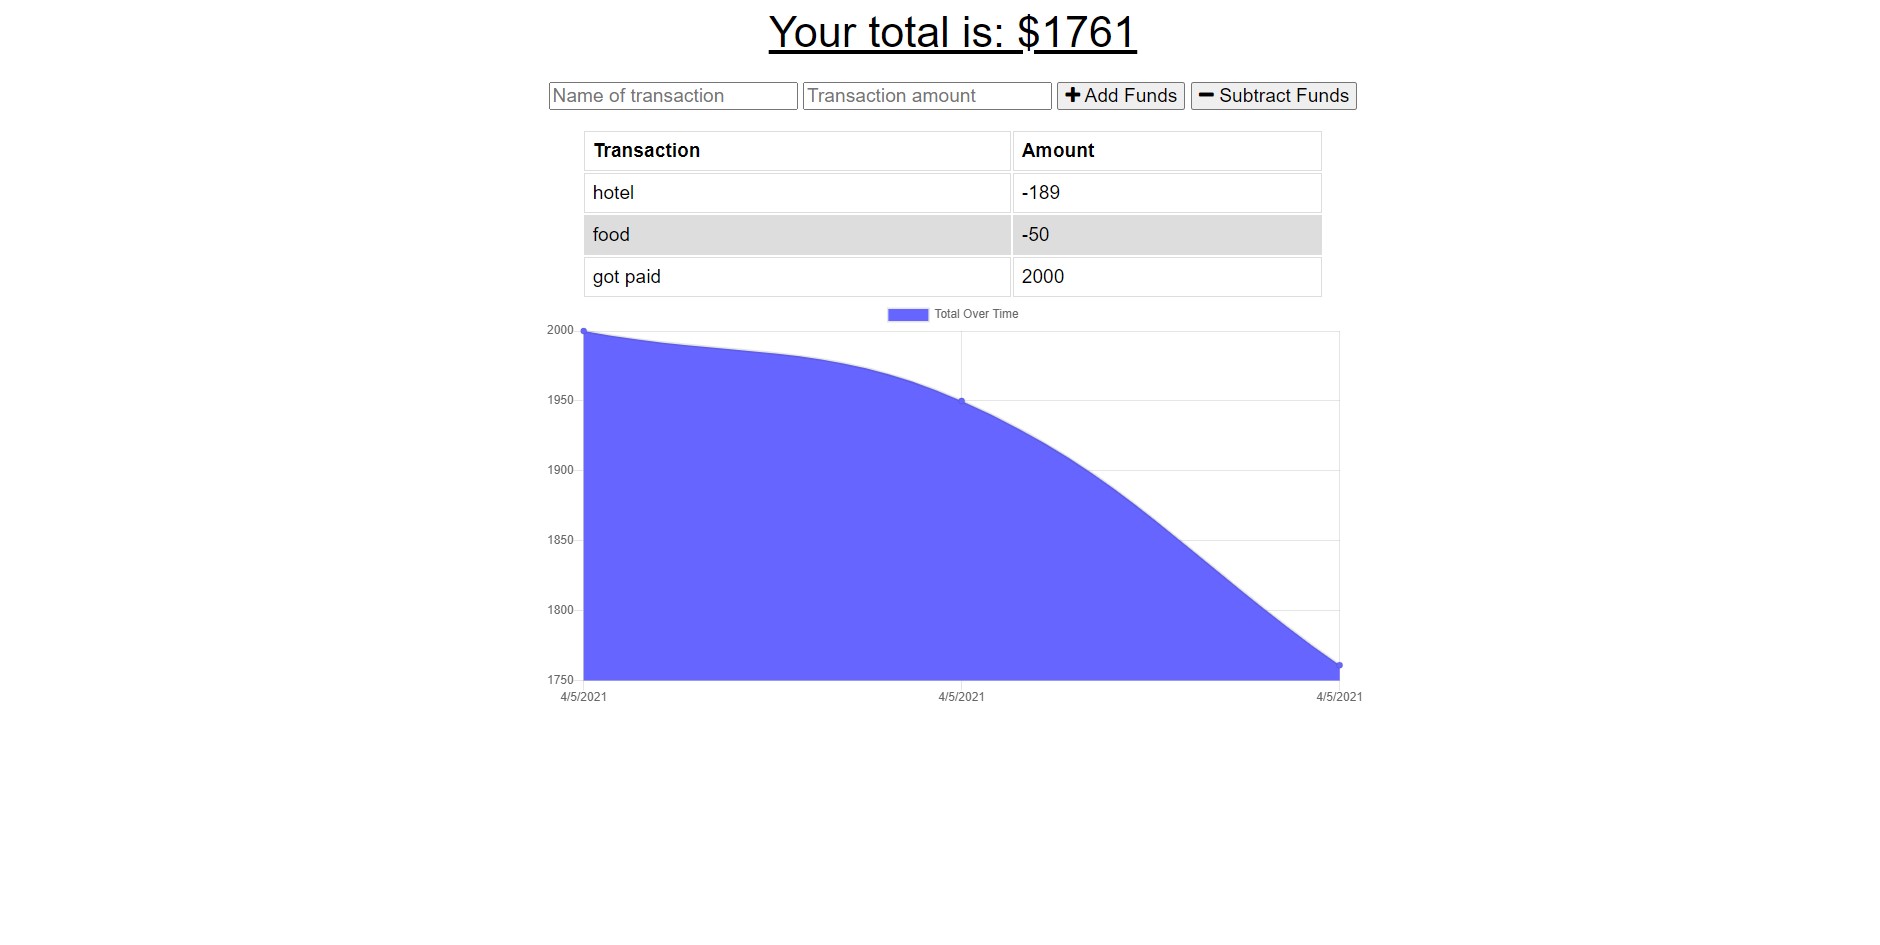 Your total is: $1761
Name of transaction Transaction amount Add Funds Subtract Funds
Transaction Amount
hotel -189
food -50
got paid 2000
Total Over Time
2000
1950
1900
1850
1800
1750
4/5/2021 4/5/2021 4/5/2021